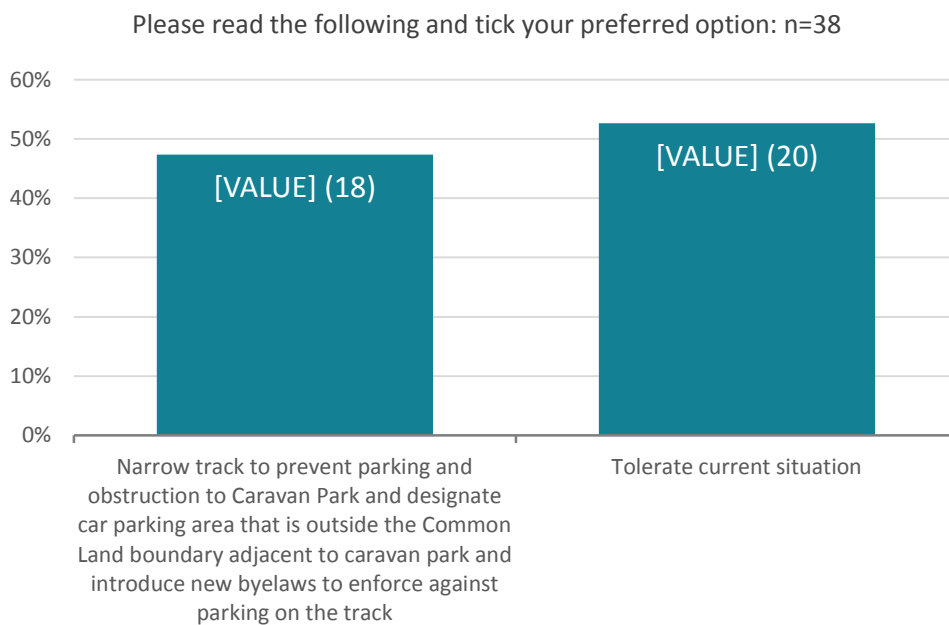 Please read the following and tick your preferred option: n=38
60%
50%
40%
30%
20%
10%
0%
[VALUE] (18)
[VALUE] (20)
Narrow track to prevent parking and
obstruction to Caravan Park and designate
car parking area that is outside the Common
Land boundary adjacent to caravan park and
introduce new byelaws to enforce against
parking on the track
Tolerate current situation